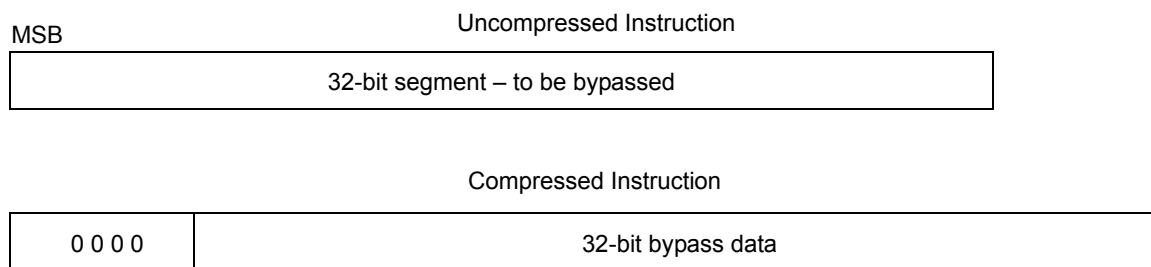 Uncompressed Instruction
MSB
32-bit segment – to be bypassed
Compressed Instruction
0 0 0 0 32-bit bypass data